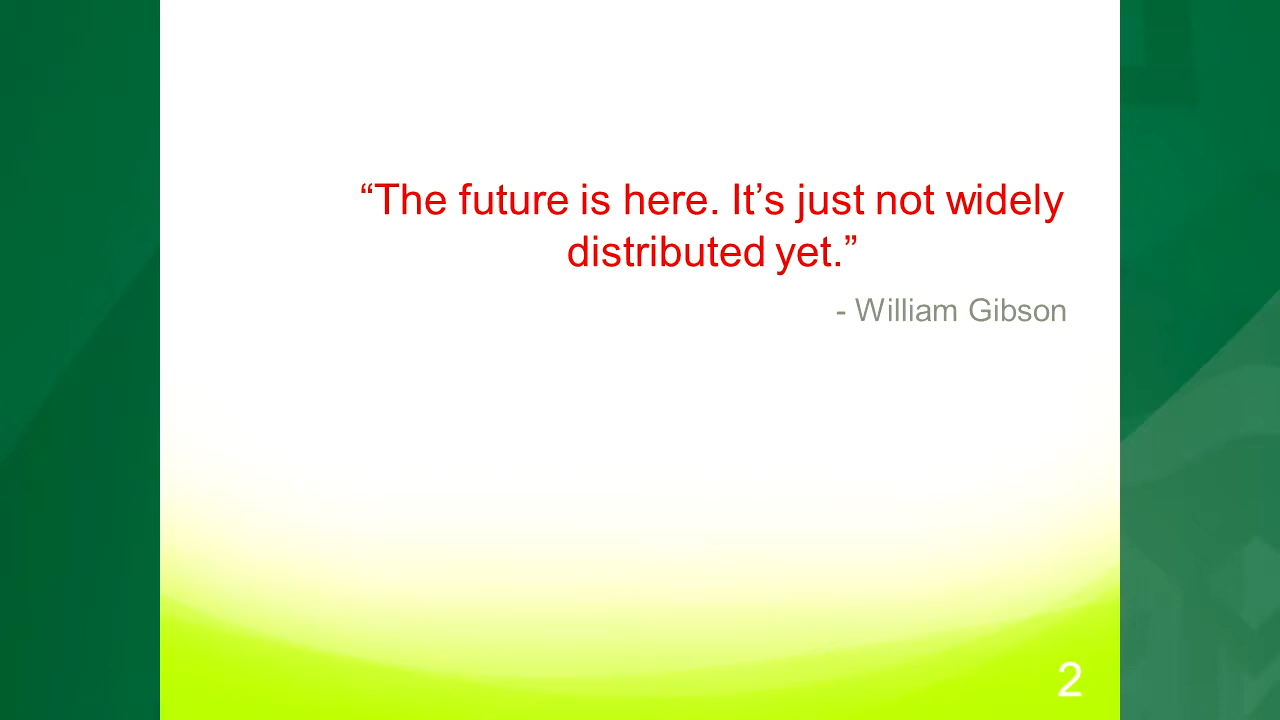 “The future is here. It’s just not widely
distributed yet.”
- William Gibson
2